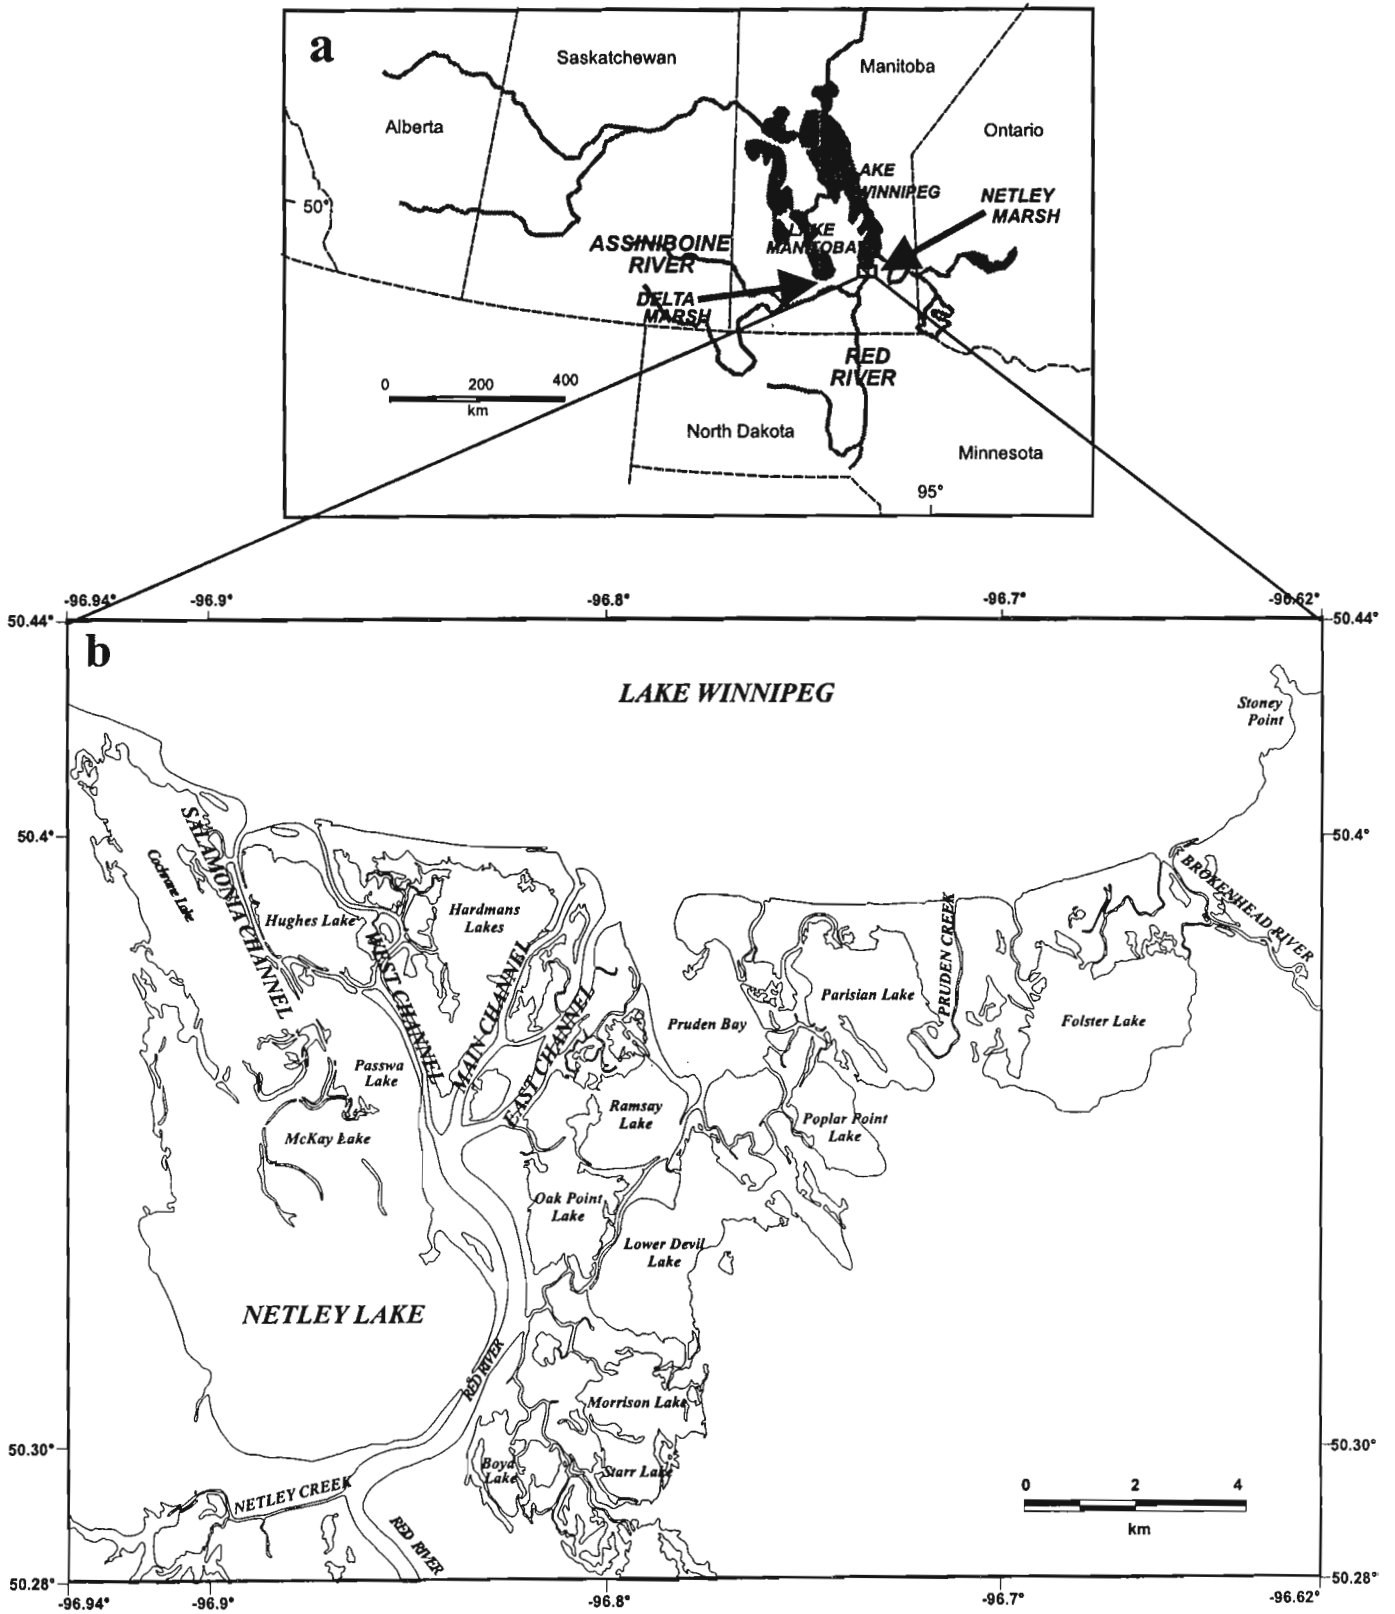 a
Saskatchewan
Manitoba
Alberta
Ontario
AKE
WINNIPEG
NETLEY
MARSH
50°
LAKE
MANITOBA
ASSINIBOINE
RIVER
DELTA
MARSH
RED
RIVER
0 200 400
km
North Dakota
Minnesota
95°
-96.94° -96.9° -96.8° -96.7° -96.62°
50.44° 50.44°
b
LAKE WINNIPEG
Stoney
Point
50.4° 50.4°
SALAMONIA CHANNEL
Cochrane Lake
BROKENHEAD RIVER
Hughes Lake
Hardmans
Lakes
WEST CHANNEL
MAIN CHANNEL
EAST CHANNEL
PRUDEN CREEK
Parisian Lake
Pruden Bay
Folster Lake
Passwa
Lake
Ramsay
Lake
Poplar Point
Lake
McKay Lake
Oak Point
Lake
Lower Devil
Lake
NETLEY LAKE
RED RIVER
Morrison Lake
50.30° 50.30°
Boyd
Lake
Starr Lake
NETLEY CREEK
RED RIVER
0 2 4
km
50.28° 50.28°
-96.94° -96.9° -96.8° -96.7° -96.62°